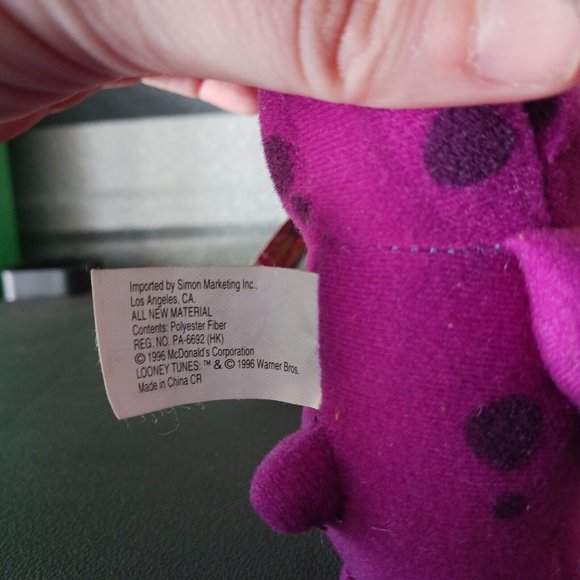 Imported by Simon Marketing Inc.,
Los Angeles, CA.
ALL NEW MATERIAL
Contents: Polyester Fiber
REG. NO. PA-6692 (HK)
© 1996 McDonald's Corporation
LOONEY TUNES: ™ & © 1996 Warner Bros.
Made in China CR